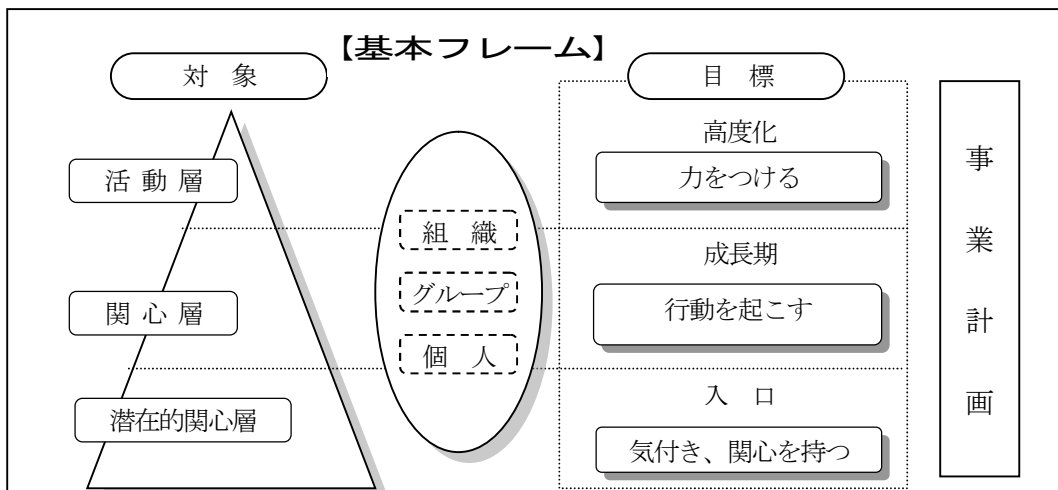 【基本フレーム】
対 象
目 標
活 動 層
関 心 層
潜在的関心層
組 織
グループ
個 人
高度化
力をつける
成長期
行動を起こす
入 口
気付き、関心を持つ
事業計画